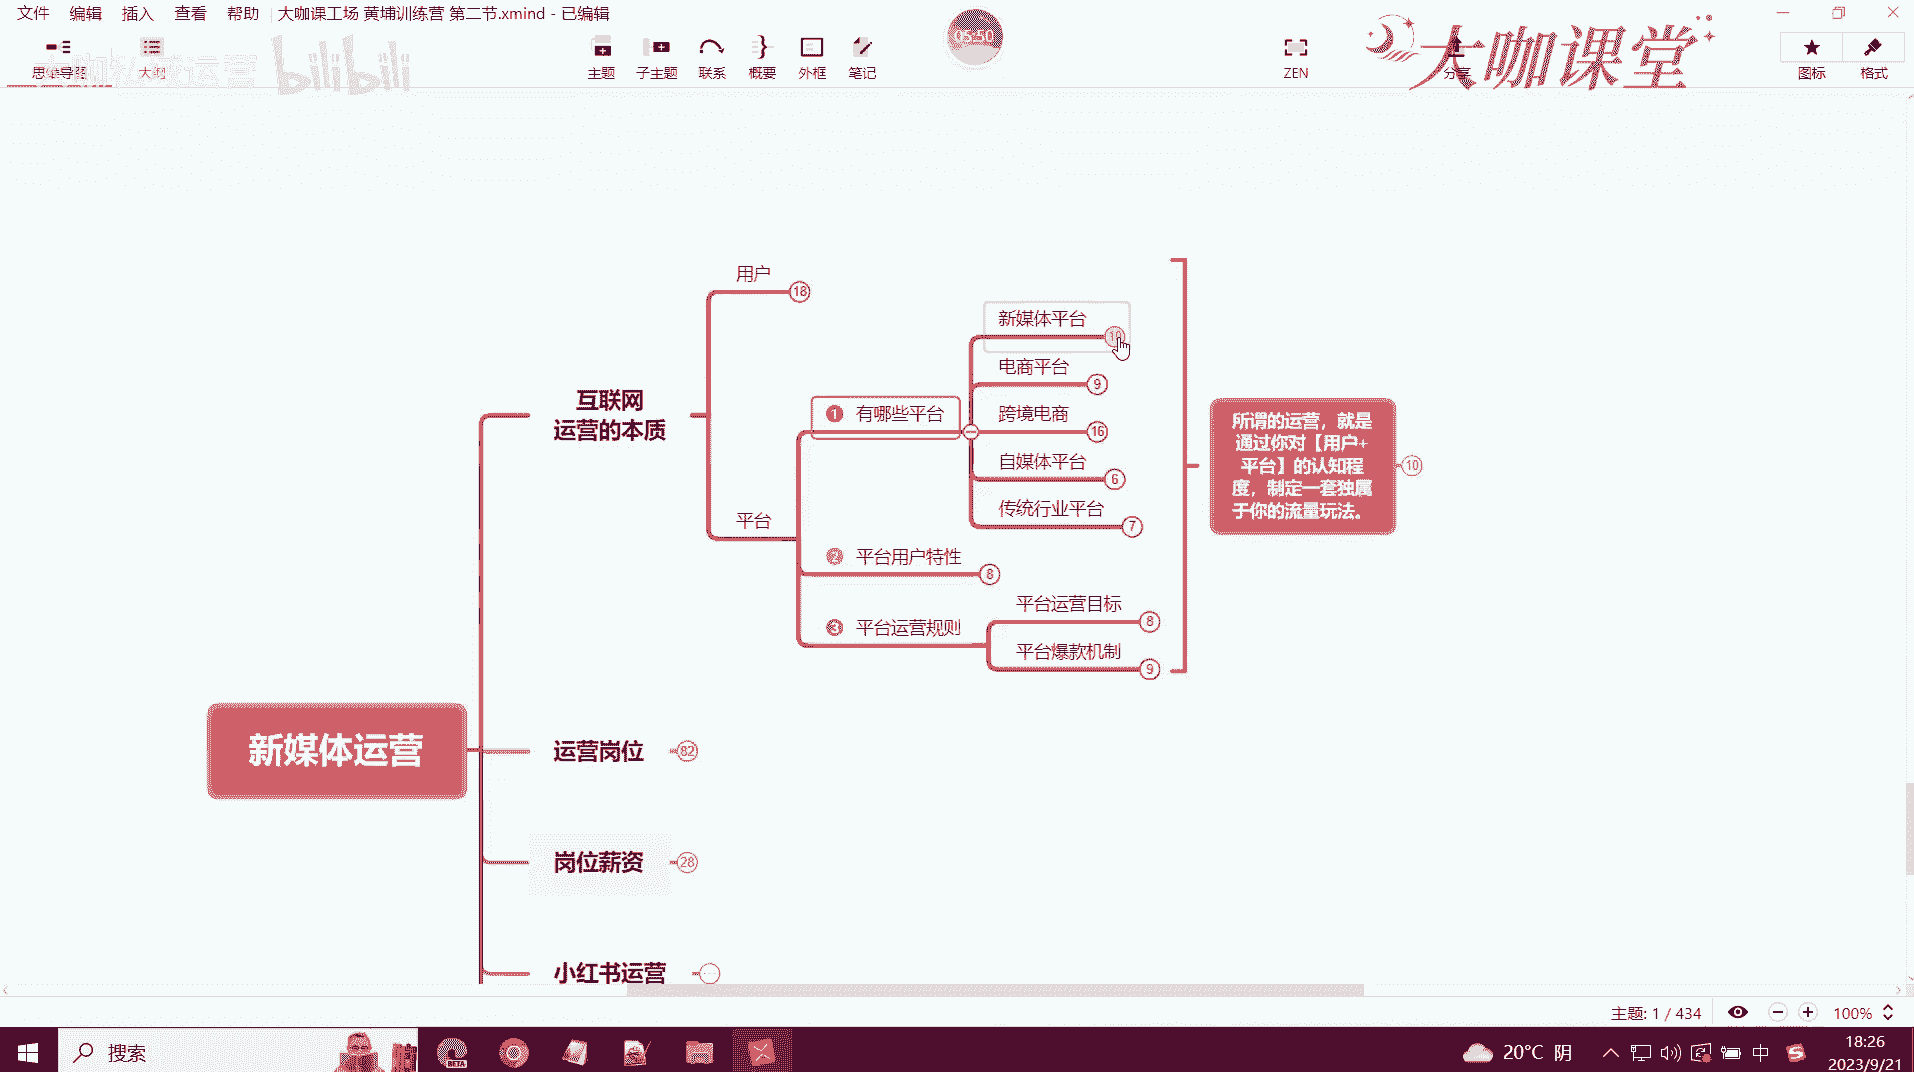 文件 编辑 插入 查看 帮助 大咖课工场 黄埔训练营 第二节.xmind - 已编辑
思维导图 大纲 主题 子主题 联系 概要 外框 笔记 ZEN 分享 图标 格式
bilibili
大咖课堂
用户 18
新媒体平台 10
电商平台 9
1 有哪些平台
跨境电商 16
自媒体平台 6
传统行业平台 7
平台
2 平台用户特性 8
3 平台运营规则
平台运营目标 8
平台爆款机制 9
所谓的运营，就是
通过你对【用户+
平台】的认知程
度，制定一套独属
于你的流量玩法。
10
互联网
运营的本质
新媒体运营
运营岗位 82
岗位薪资 28
小红书运营
主题: 1 / 434 100%
搜索
BETA
20°C 阴
中
18:26
2023/9/21